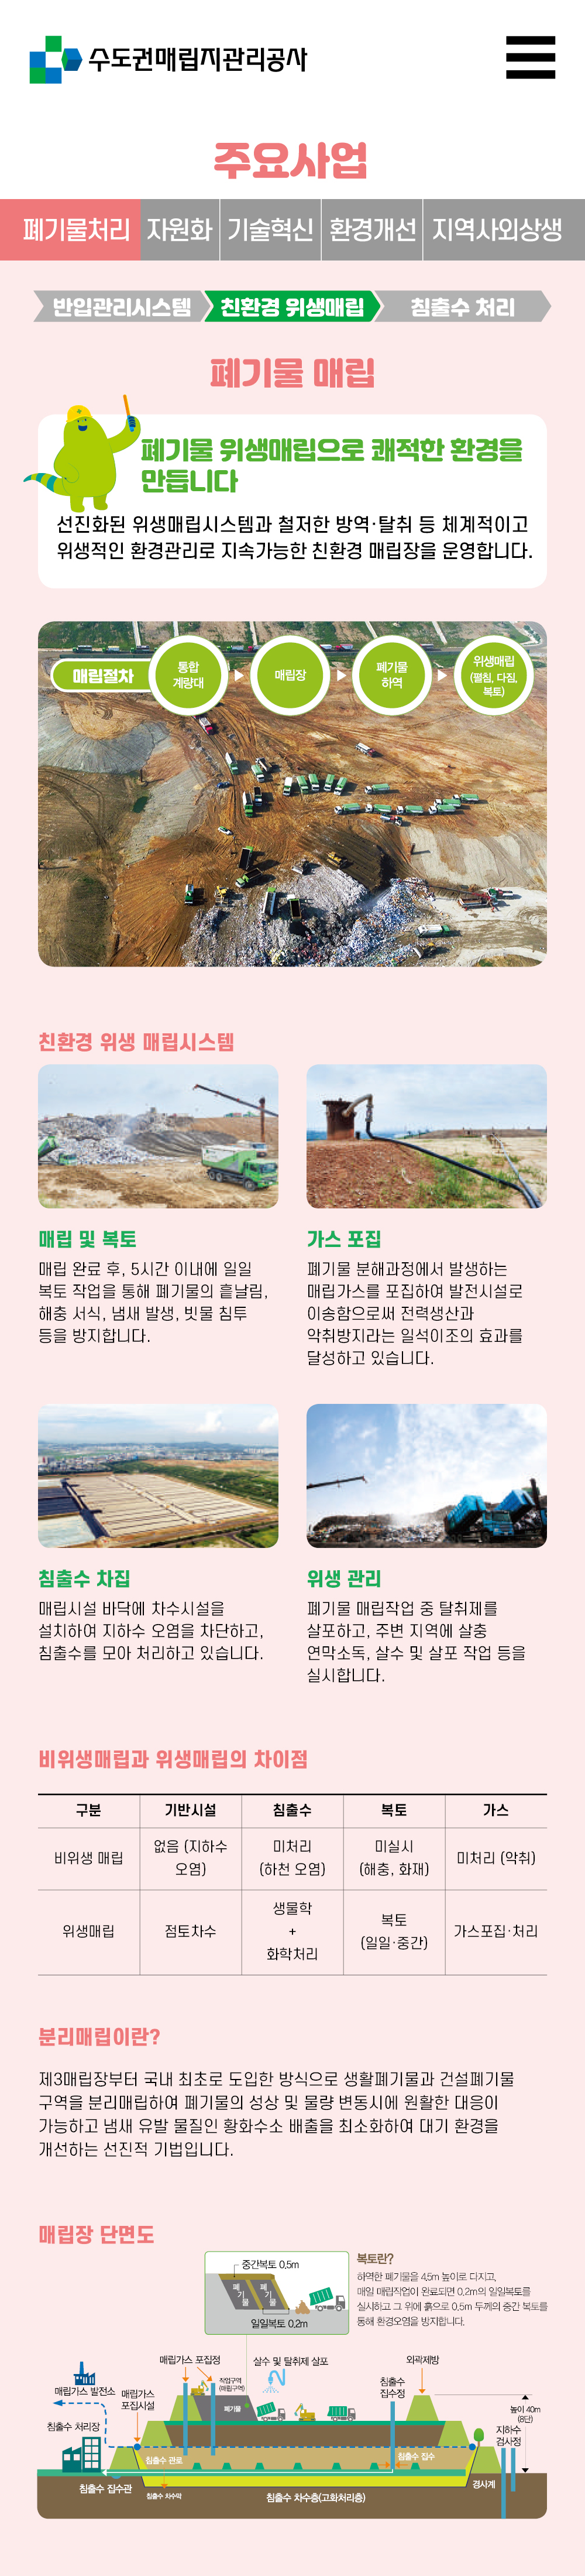 수도권매립지관리공사
주요사업
폐기물처리 자원화 기술혁신 환경개선 지역사외상생
반입관리시스템 친환경 위생매립 침출수 처리
폐기물 매립
폐기물 위생매립으로 쾌적한 환경을
만듭니다
선진화된 위생매립시스템과 철저한 방역·탈취 등 체계적이고
위생적인 환경관리로 지속가능한 친환경 매립장을 운영합니다.
매립절차
통합
계량대
매립장
폐기물
하역
위생매립
(펼침, 다짐,
복토)
친환경 위생 매립시스템
매립 및 복토
매립 완료 후, 5시간 이내에 일일
복토 작업을 통해 폐기물의 흩날림,
해충 서식, 냄새 발생, 빗물 침투
등을 방지합니다.
가스 포집
폐기물 분해과정에서 발생하는
매립가스를 포집하여 발전시설로
이송함으로써 전력생산과
악취방지라는 일석이조의 효과를
달성하고 있습니다.
침출수 차집
매립시설 바닥에 차수시설을
설치하여 지하수 오염을 차단하고,
침출수를 모아 처리하고 있습니다.
위생 관리
폐기물 매립작업 중 탈취제를
살포하고, 주변 지역에 살충
연막소독, 살수 및 살포 작업 등을
실시합니다.
비위생매립과 위생매립의 차이점
구분 기반시설 침출수 복토 가스
비위생 매립
없음 (지하수
오염)
미처리
(하천 오염)
미실시
(해충, 화재)
미처리 (악취)
위생매립
점토차수
생물학
+
화학처리
복토
(일일·중간)
가스포집·처리
분리매립이란?
제3매립장부터 국내 최초로 도입한 방식으로 생활폐기물과 건설폐기물
구역을 분리매립하여 폐기물의 성상 및 물량 변동시에 원활한 대응이
가능하고 냄새 유발 물질인 황화수소 배출을 최소화하여 대기 환경을
개선하는 선진적 기법입니다.
매립장 단면도
중간복토 0.5m
폐기물
폐기물
일일복토 0.2m
복토란?
하역한 폐기물을 4.5m 높이로 다지고,
매일 매립작업이 완료되면 0.2m의 일일복토를
실시하고 그 위에 흙으로 0.5m 두께의 중간 복토를
통해 환경오염을 방지합니다.
매립가스 포집정
살수 및 탈취제 살포
외곽제방
작업구역
(매립구역)
폐기물
매립가스 발전소
매립가스
포집시설
침출수
집수정
높이 40m
(8단)
침출수 처리장
지하수
검사정
침출수 관로
침출수 집수
침출수 집수관
침출수 차수막
침출수 차수층(고화처리층)
경사계